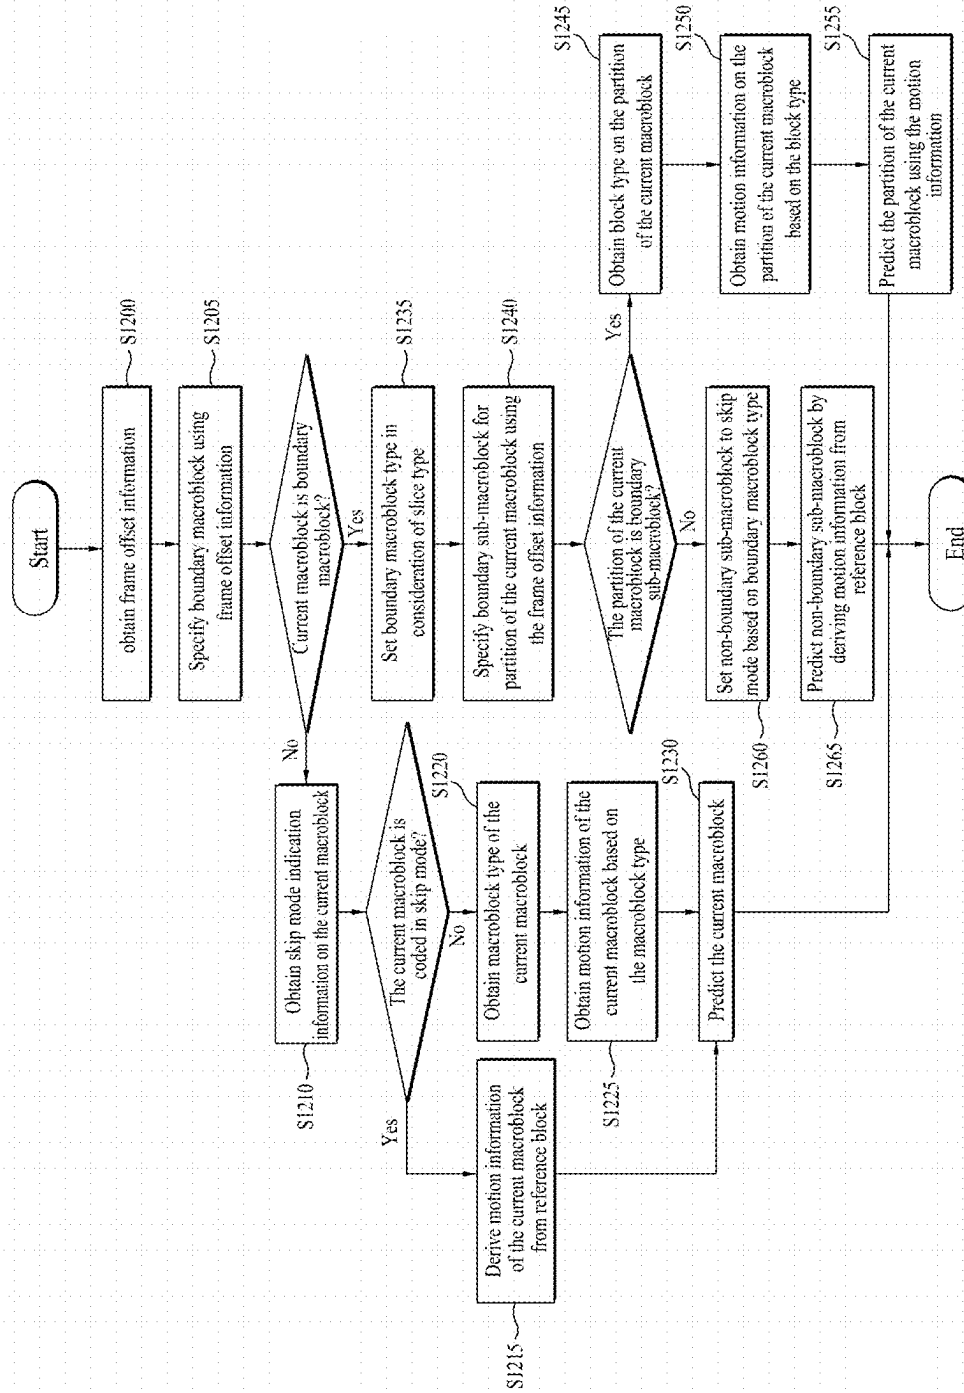 Start
obtain frame offset information
S1200
Specify boundary macroblock using
frame offset information
S1205
Current macroblock is boundary
macroblock?
No
Yes
Obtain skip mode indication
information on the current macroblock
S1210
The current macroblock is
coded in skip mode?
Yes
No
Derive motion information
of the current macroblock
from reference block
S1215
Obtain macroblock type of the
current macroblock
S1220
Obtain motion information of the
current macroblock based on
the macroblock type
S1225
Predict the current macroblock
S1230
Set boundary macroblock type in
consideration of slice type
S1235
Specify boundary sub-macroblock for
partition of the current macroblock using
the frame offset information
S1240
The partition of the current
macroblock is boundary
sub-macroblock?
Yes
No
Obtain block type on the partition
of the current macroblock
S1245
Obtain motion information on the
partition of the current macroblock
based on the block type
S1250
Predict the partition of the current
macroblock using the motion
information
S1255
Set non-boundary sub-macroblock to skip
mode based on boundary macroblock type
S1260
Predict non-boundary sub-macroblock by
deriving motion information from
reference block
S1265
End